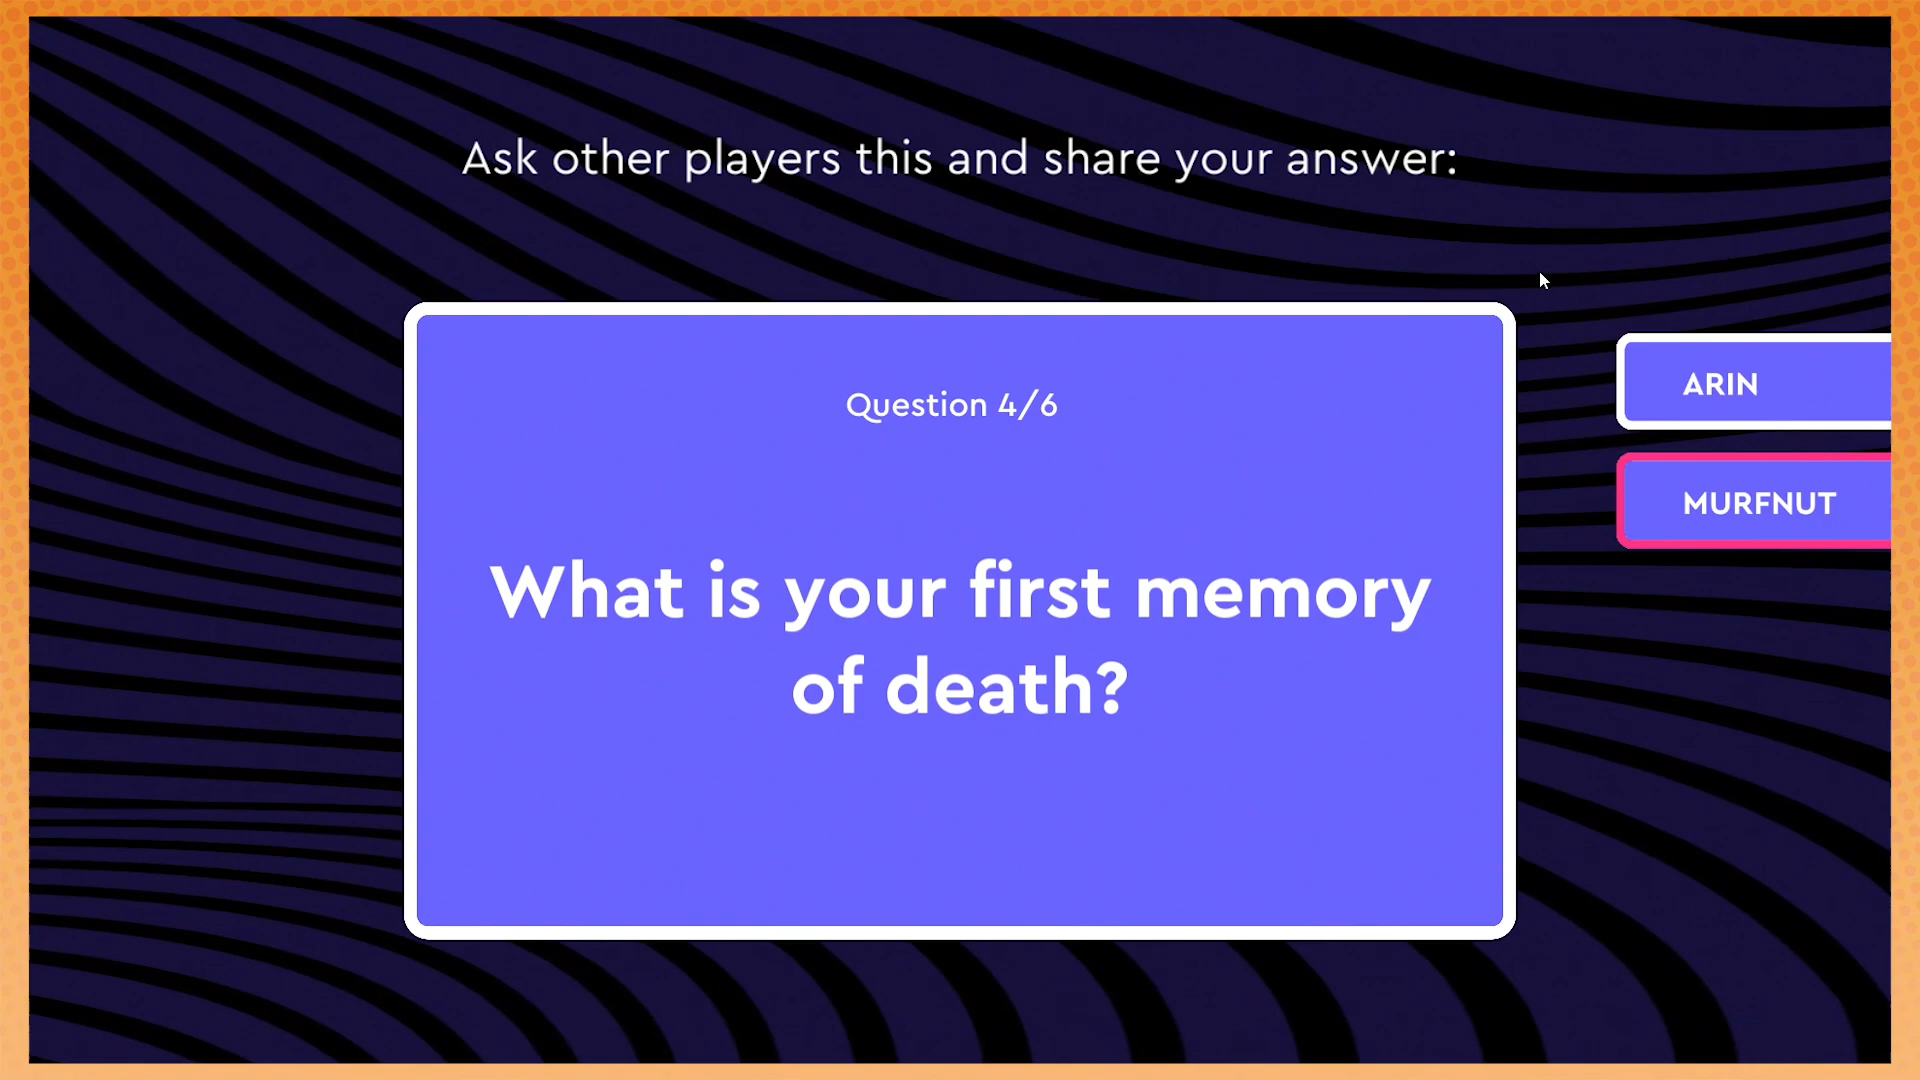 Ask other players this and share your answer:
Question 4/6
What is your first memory
of death?
ARIN
MURFNUT